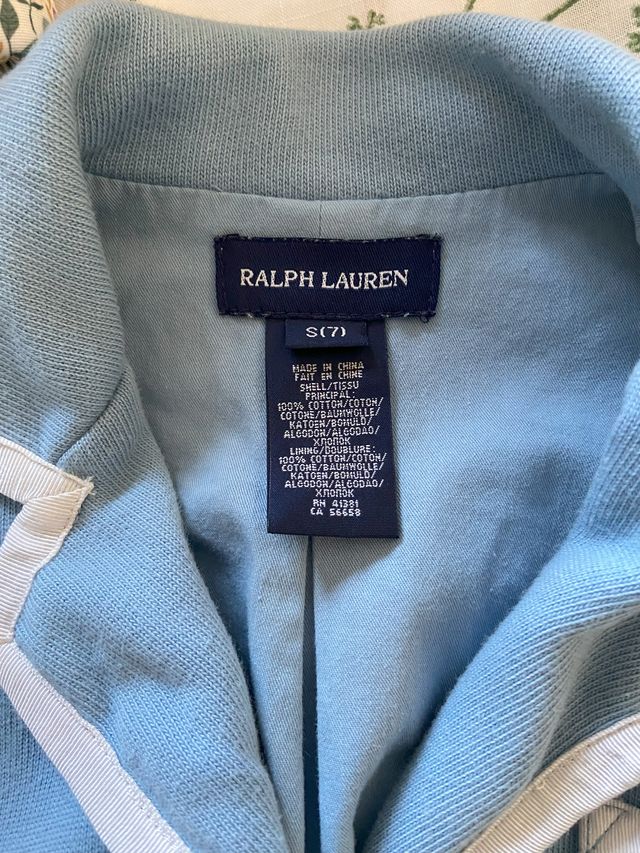 RALPH LAUREN
S(7)
MADE IN CHINA
FAIT EN CHINE
SHELL/TISSU
PRINCIPAL:
100% COTTON/COTON/
COTONE/BAUMWOLLE/
KATOEN/BOMULD/
ALGODON/ALGODAO/
ХЛОПОК
LINING/DOUBLURE:
100% COTTON/COTON/
COTONE/BAUMWOLLE/
KATOEN/BOMULD/
ALGODON/ALGODAO/
ХЛОПОК
RN 41381
CA 56658